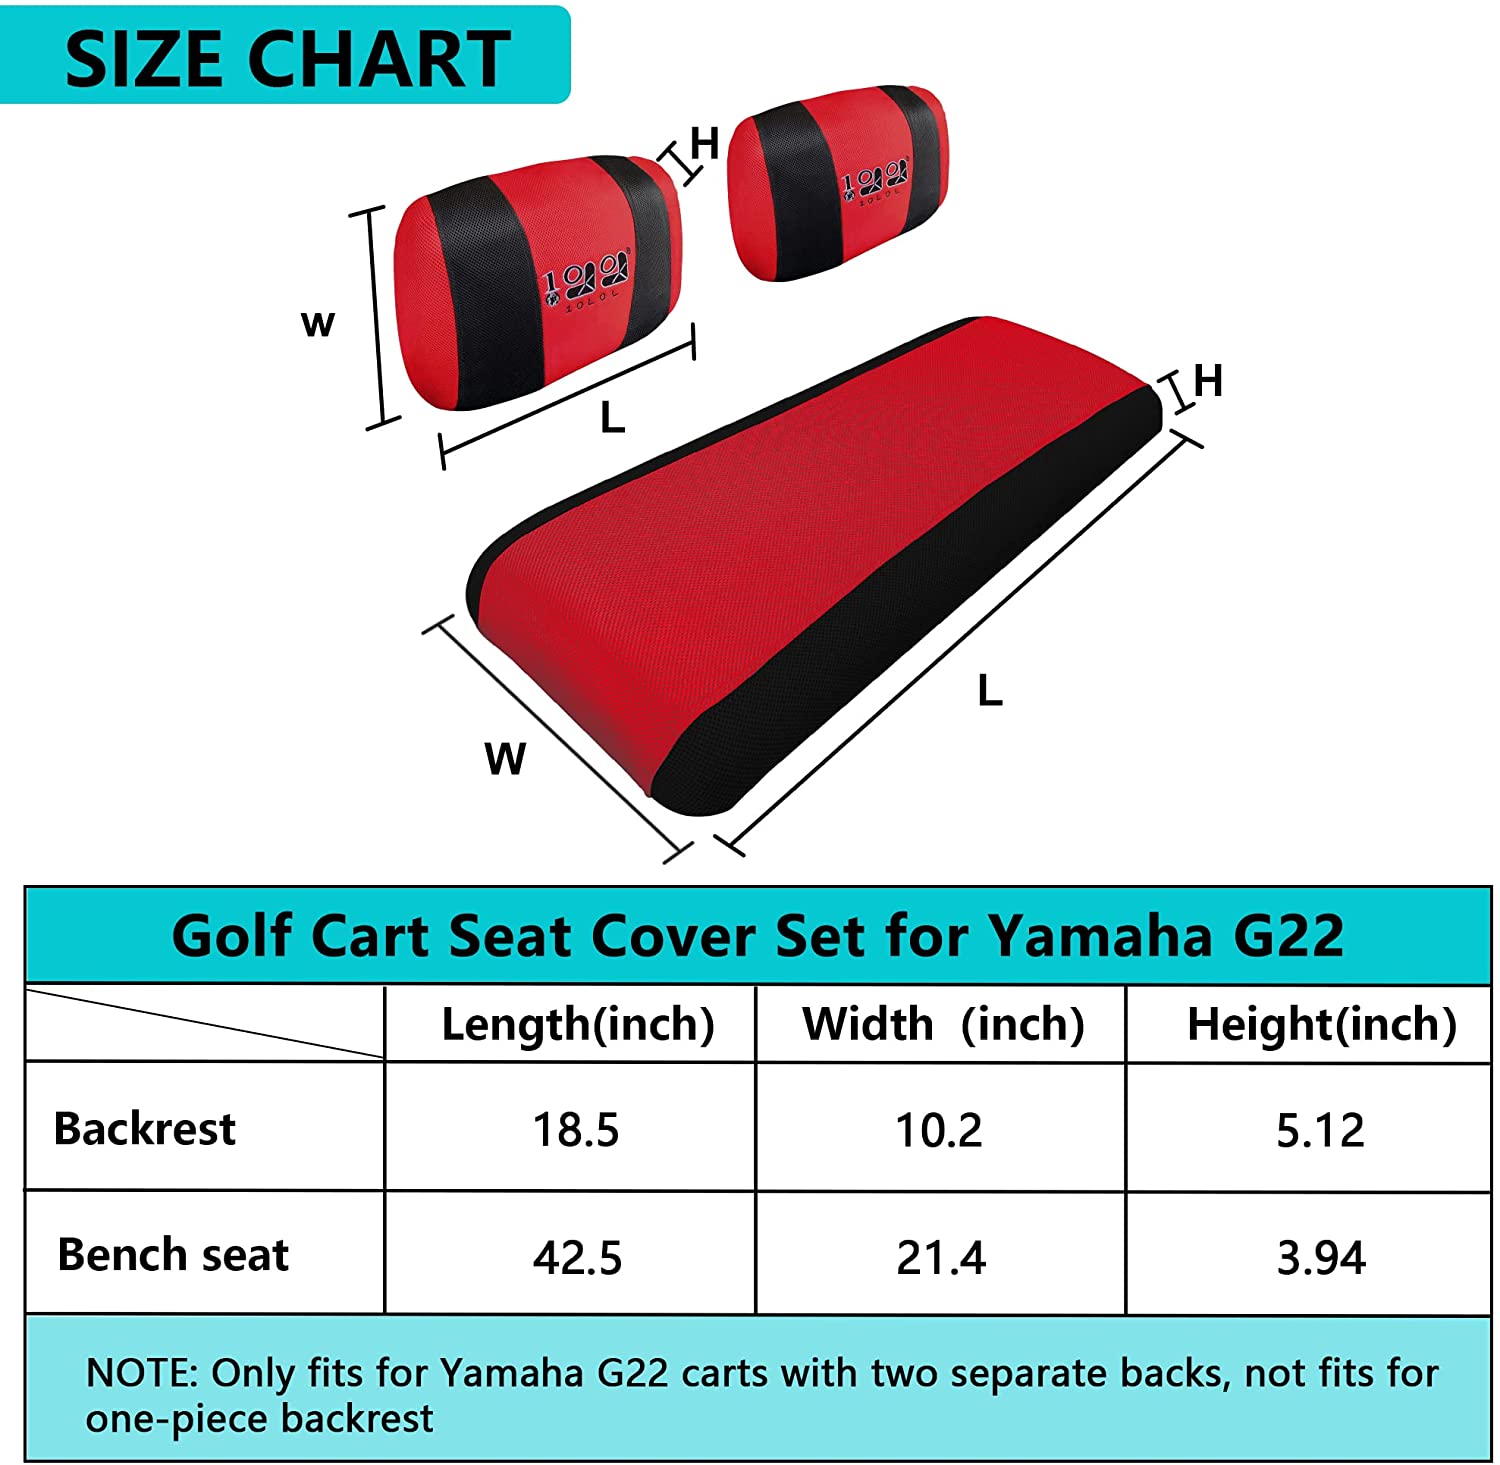 SIZE CHART
H
W
L
10L0L
10L0L
H
W
L
Golf Cart Seat Cover Set for Yamaha G22
Length(inch) Width (inch) Height(inch)
Backrest 18.5 10.2 5.12
Bench seat 42.5 21.4 3.94
NOTE: Only fits for Yamaha G22 carts with two separate backs, not fits for
one-piece backrest